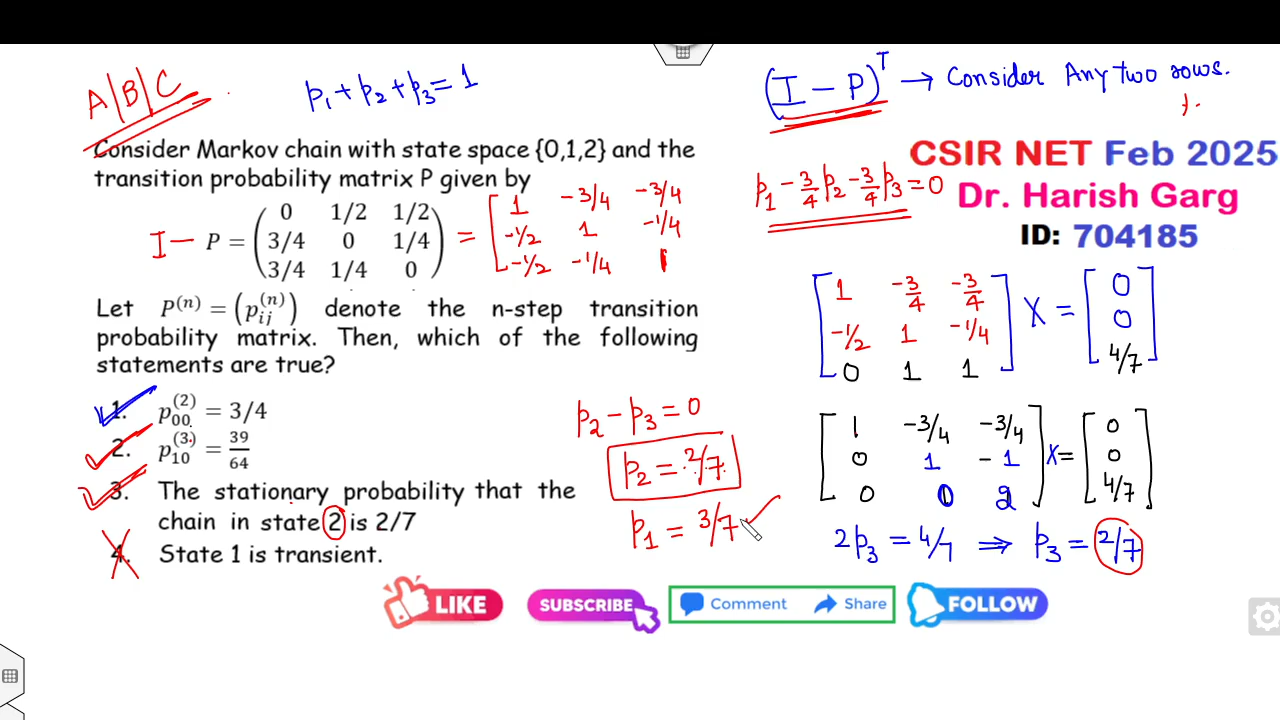 A|B|C
p₁ + p₂ + p₃ = 1
(I − P)ᵀ → Consider Any two rows.
Consider Markov chain with state space {0,1,2} and the
transition probability matrix P given by
I − P = ( 0 1/2 1/2 ; 3/4 0 1/4 ; 3/4 1/4 0 ) = [ 1 -3/4 -3/4 ; -1/2 1 -1/4 ; -1/2 -1/4 1 ]
Let P⁽ⁿ⁾ = (pᵢⱼ⁽ⁿ⁾) denote the n-step transition
probability matrix. Then, which of the following
statements are true?
1. p₀₀⁽²⁾ = 3/4
2. p₁₀⁽³⁾ = 39/64
3. The stationary probability that the
chain in state 2 is 2/7
4. State 1 is transient.
p₂ − p₃ = 0
p₂ = 2/7
p₁ = 3/7
p₁ − 3/4 p₂ − 3/4 p₃ = 0
CSIR NET Feb 2025
Dr. Harish Garg
ID: 704185
[ 1 -3/4 -3/4 ; -1/2 1 -1/4 ; 0 1 1 ] X = [ 0 ; 0 ; 4/7 ]
[ 1 -3/4 -3/4 ; 0 1 -1 ; 0 0 2 ] X = [ 0 ; 0 ; 4/7 ]
2p₃ = 4/7 ⇒ p₃ = 2/7
LIKE
SUBSCRIBE
Comment
Share
FOLLOW